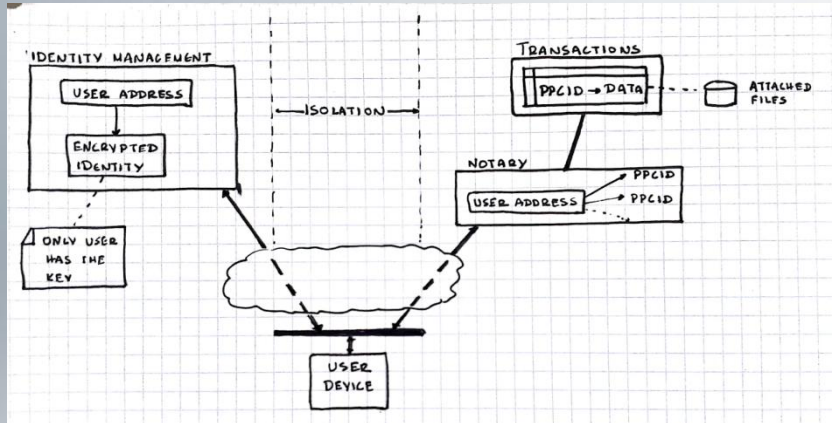 IDENTITY MANAGEMENT
USER ADDRESS
ENCRYPTED
IDENTITY
ONLY USER
HAS THE
KEY
ISOLATION
TRANSACTIONS
PPCID → DATA
ATTACHED
FILES
NOTARY
USER ADDRESS
PPCID
PPCID
USER
DEVICE